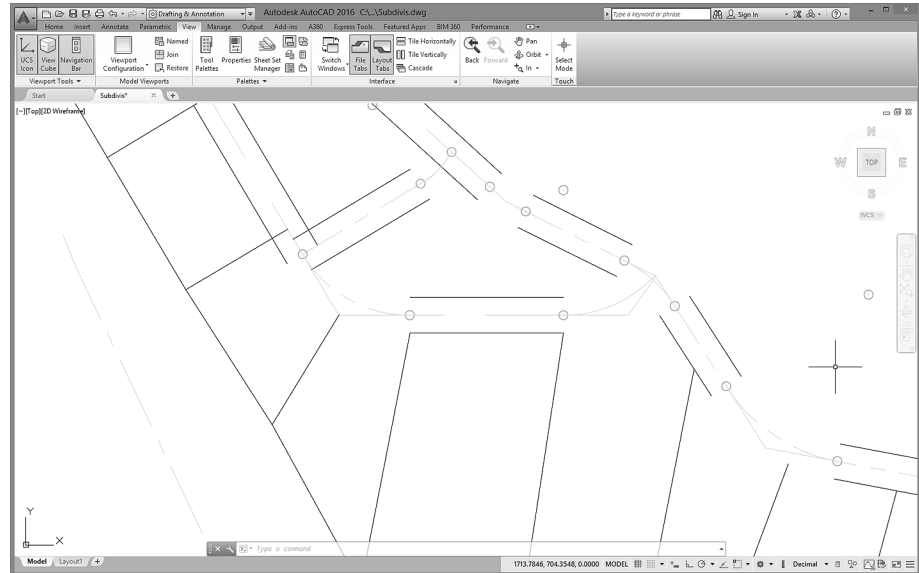 Drafting & Annotation
Autodesk AutoCAD 2016 C:\...\Subdivis.dwg
Type a keyword or phrase
Sign In
Home Insert Annotate Parametric View Manage Output Add-ins A360 Express Tools Featured Apps BIM 360 Performance
UCS Icon
View Cube
Navigation Bar
Viewport Tools
Viewport Configuration
Named
Join
Restore
Model Viewports
Tool Palettes
Properties
Sheet Set Manager
Palettes
Switch Windows
File Tabs
Layout Tabs
Tile Horizontally
Tile Vertically
Cascade
Interface
Back
Forward
Pan
Orbit
In
Navigate
Select Mode
Touch
Start
Subdivis*
[−][Top][2D Wireframe]
N
W TOP E
S
WCS
Y
X
Type a command
Model Layout1 +
1713.7846, 704.3548, 0.0000 MODEL
Decimal